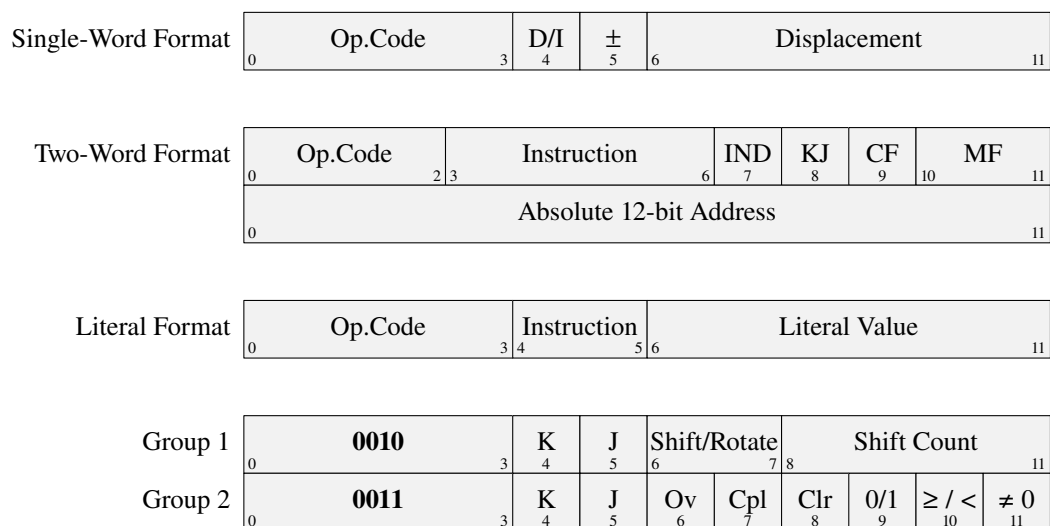 Single-Word Format Op.Code D/I ± Displacement
0 3 4 5 6 11
Two-Word Format Op.Code Instruction IND KJ CF MF
0 2 3 6 7 8 9 10 11
Absolute 12-bit Address
0 11
Literal Format Op.Code Instruction Literal Value
0 3 4 5 6 11
Group 1 0010 K J Shift/Rotate Shift Count
0 3 4 5 6 7 8 11
Group 2 0011 K J Ov Cpl Clr 0/1 ≥ / < ≠ 0
0 3 4 5 6 7 8 9 10 11